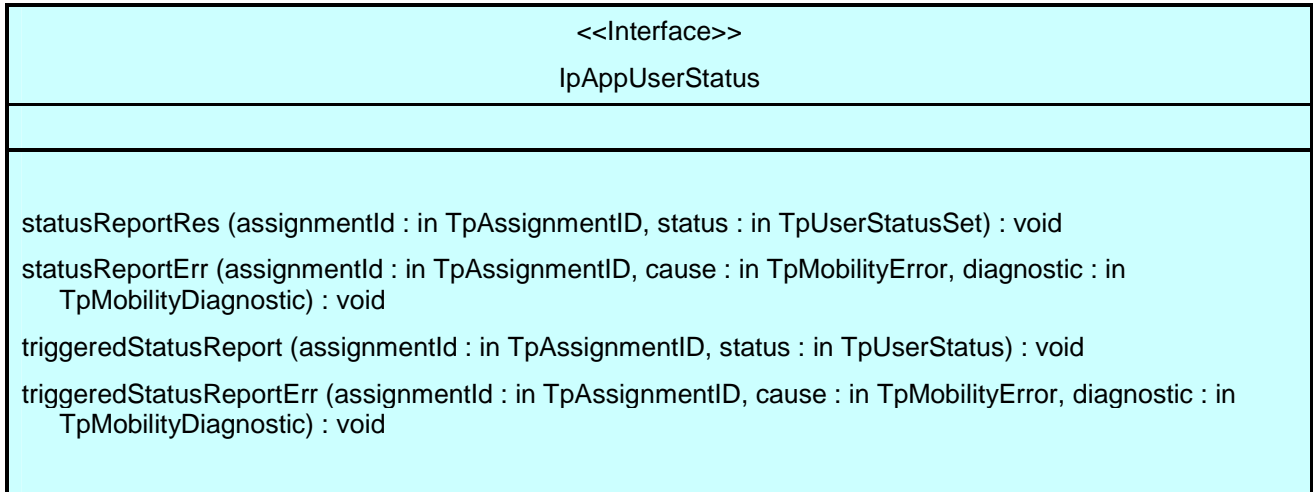 <<Interface>>
IpAppUserStatus
statusReportRes (assignmentId : in TpAssignmentID, status : in TpUserStatusSet) : void
statusReportErr (assignmentId : in TpAssignmentID, cause : in TpMobilityError, diagnostic : in
TpMobilityDiagnostic) : void
triggeredStatusReport (assignmentId : in TpAssignmentID, status : in TpUserStatus) : void
triggeredStatusReportErr (assignmentId : in TpAssignmentID, cause : in TpMobilityError, diagnostic : in
TpMobilityDiagnostic) : void